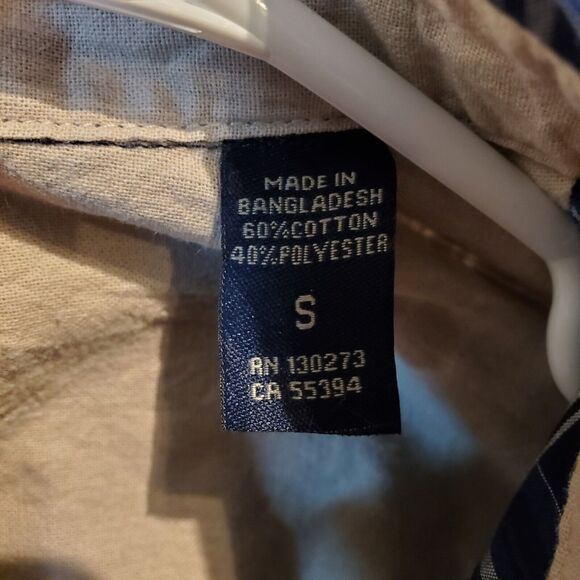 MADE IN
BANGLADESH
60%COTTON
40%POLYESTER
S
RN 130273
CA 55394